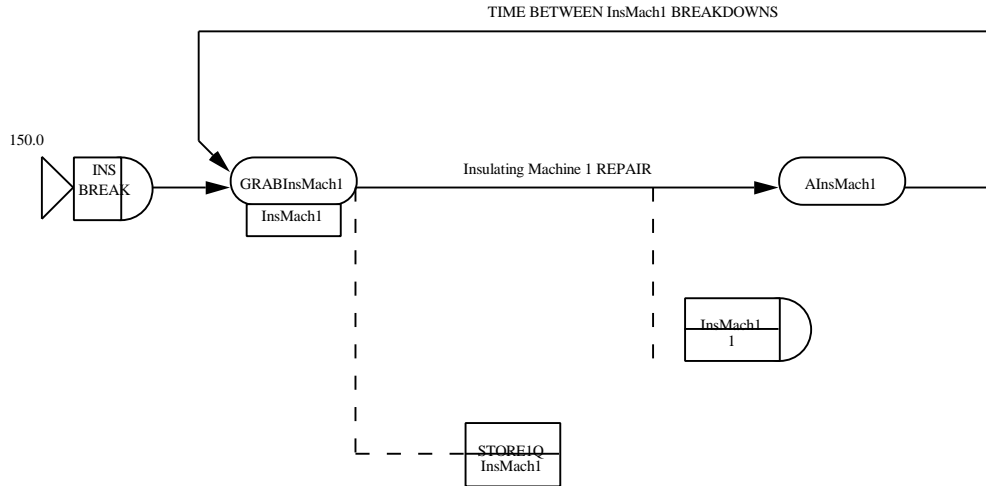 TIME BETWEEN InsMach1 BREAKDOWNS
150.0
INS
BREAK
GRABInsMach1
InsMach1
Insulating Machine 1 REPAIR
AInsMach1
InsMach1
1
STORE1Q
InsMach1